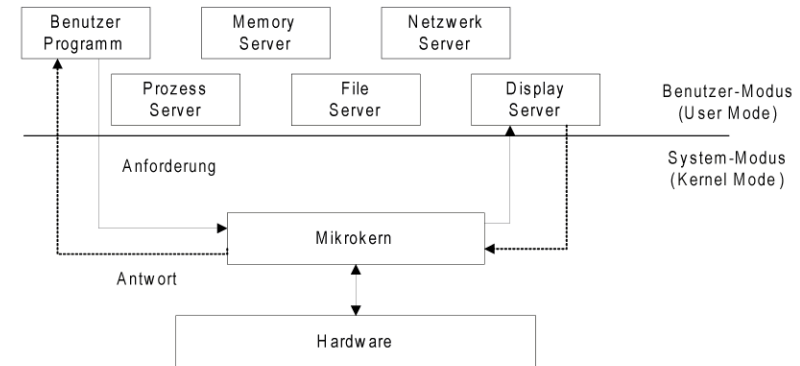 Benutzer
Programm
Memory
Server
Netzwerk
Server
Prozess
Server
File
Server
Display
Server
Benutzer-Modus
(User Mode)
System-Modus
(Kernel Mode)
Anforderung
Mikrokern
Antwort
Hardware